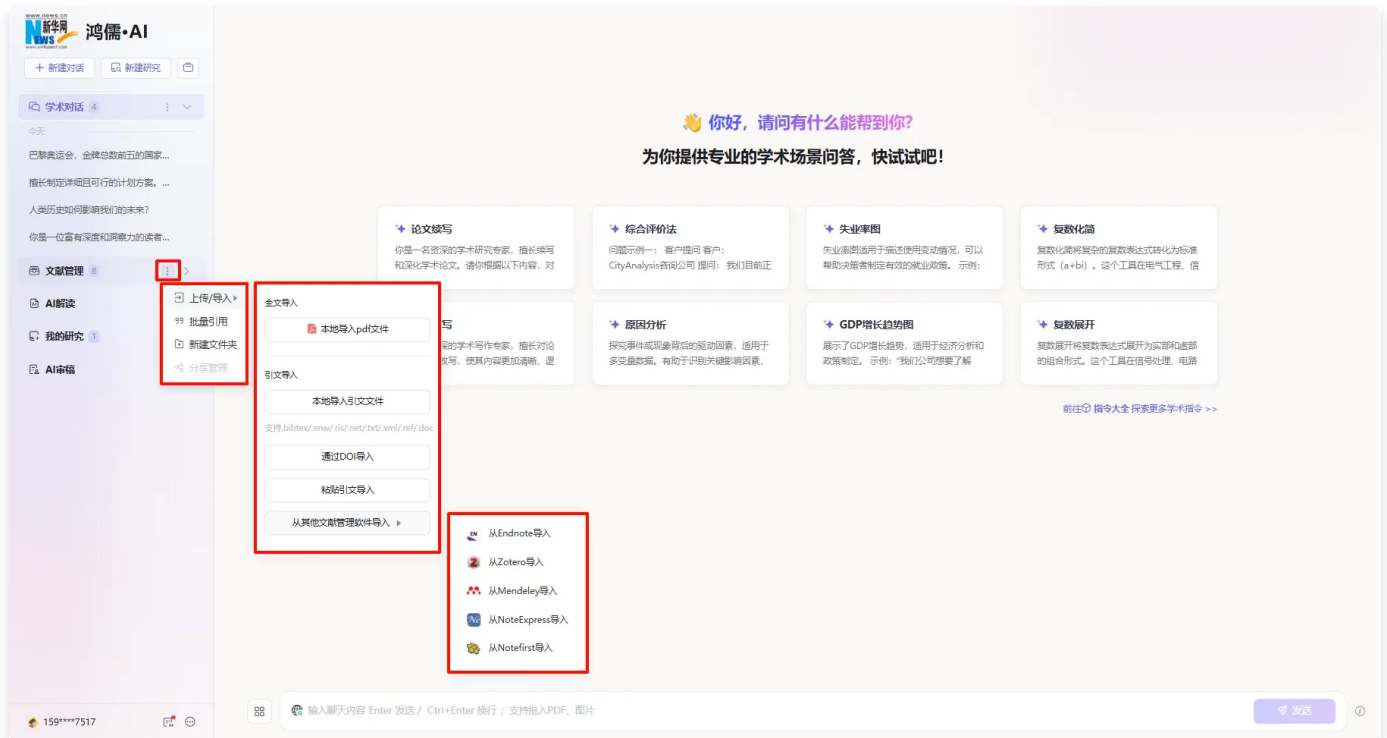 www.news.cn
新华网
NEWS
鸿儒·AI
新建对话
新建研究
学术对话 4
今天
巴黎奥运会，金牌总数前五的国家...
擅长制定详细且可行的计划方案。...
人类历史如何影响我们的未来?
你是一位富有深度和洞察力的读者...
文献管理 8
AI解读
我的研究 1
AI审稿
上传/导入
批量引用
新建文件夹
分享管理
全文导入
本地导入pdf文件
引文导入
本地导入引文文件
支持.bibtex/.enw/.ris/.net/.txt/.xml/.ref/.doc
通过DOI导入
粘贴引文导入
从其他文献管理软件导入
从Endnote导入
从Zotero导入
从Mendeley导入
从NoteExpress导入
从Notefirst导入
你好，请问有什么能帮到你?
为你提供专业的学术场景问答，快试试吧!
论文续写
你是一名资深的学术研究专家，擅长续写
和深化学术论文。请你根据以下内容，对
综合评价法
问题示例一： 客户提问 客户：
CityAnalysis咨询公司 提问： 我们目前正
失业率图
失业率图适用于描述使用变动情况，可以
帮助决策者制定有效的就业政策。 示例:
复数化简
复数化简将复杂的复数表达式转化为标准
形式（a+bi）。这个工具在电气工程、信
写
深的学术写作专家，擅长对论
改写，使其内容更加清晰、逻
原因分析
探究事件或现象背后的驱动因素，适用于
多变量数据。有助于识别关键影响因素，
GDP增长趋势图
展示了GDP增长趋势，适用于经济分析和
政策制定。 示例：“我们公司想要了解
复数展开
复数展开将复数表达式展开为实部和虚部
的组合形式。这个工具在信号处理、电路
前往 指令大全 探索更多学术指令 >>
159****7517
输入聊天内容 Enter 发送 / Ctrl+Enter 换行； 支持拖入PDF、图片
发送